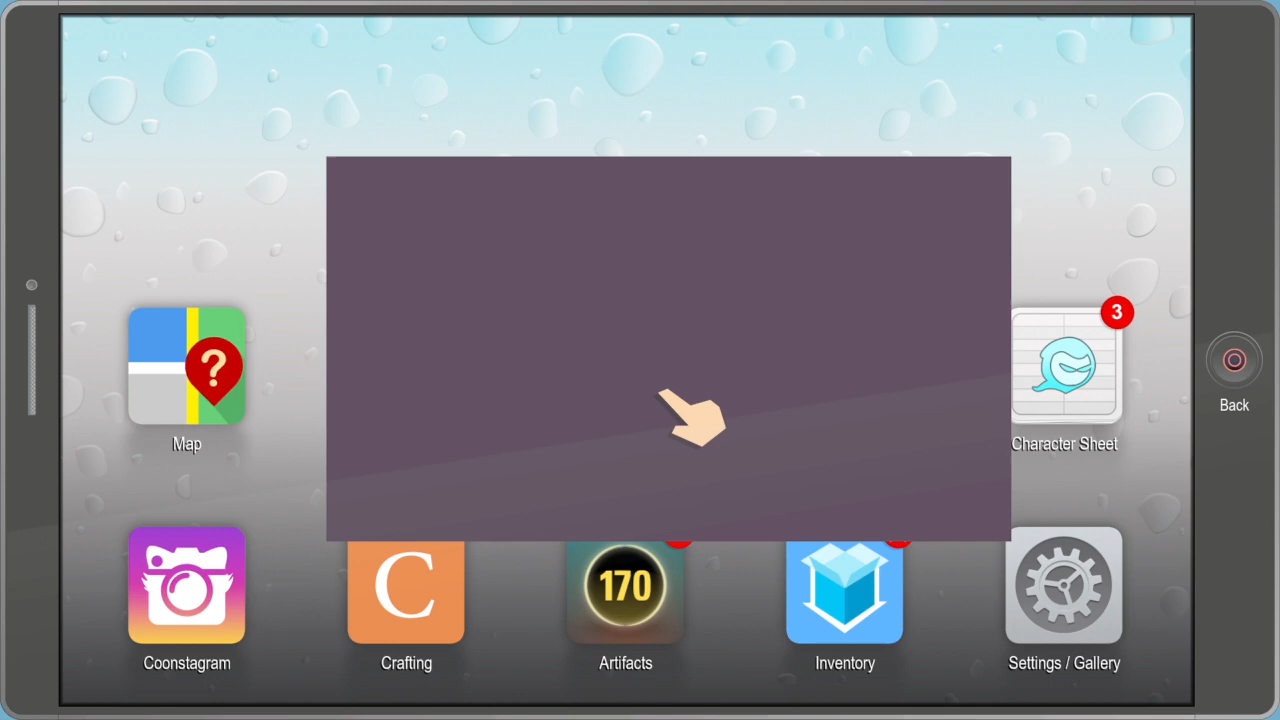 3
?
Map
Character Sheet
Back
C
170
Coonstagram
Crafting
Artifacts
Inventory
Settings / Gallery